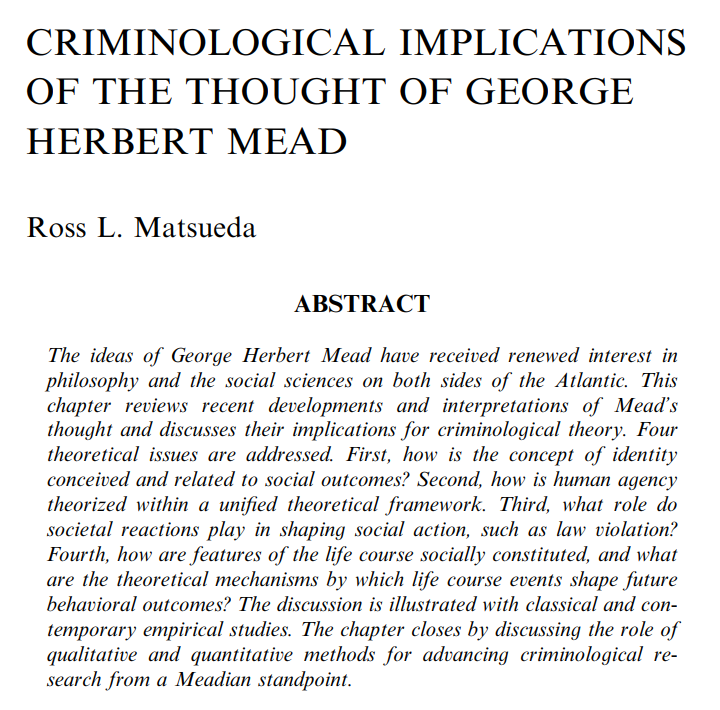 CRIMINOLOGICAL IMPLICATIONS
OF THE THOUGHT OF GEORGE
HERBERT MEAD
Ross L. Matsueda
ABSTRACT
The ideas of George Herbert Mead have received renewed interest in
philosophy and the social sciences on both sides of the Atlantic. This
chapter reviews recent developments and interpretations of Mead's
thought and discusses their implications for criminological theory. Four
theoretical issues are addressed. First, how is the concept of identity
conceived and related to social outcomes? Second, how is human agency
theorized within a unified theoretical framework. Third, what role do
societal reactions play in shaping social action, such as law violation?
Fourth, how are features of the life course socially constituted, and what
are the theoretical mechanisms by which life course events shape future
behavioral outcomes? The discussion is illustrated with classical and con-
temporary empirical studies. The chapter closes by discussing the role of
qualitative and quantitative methods for advancing criminological re-
search from a Meadian standpoint.